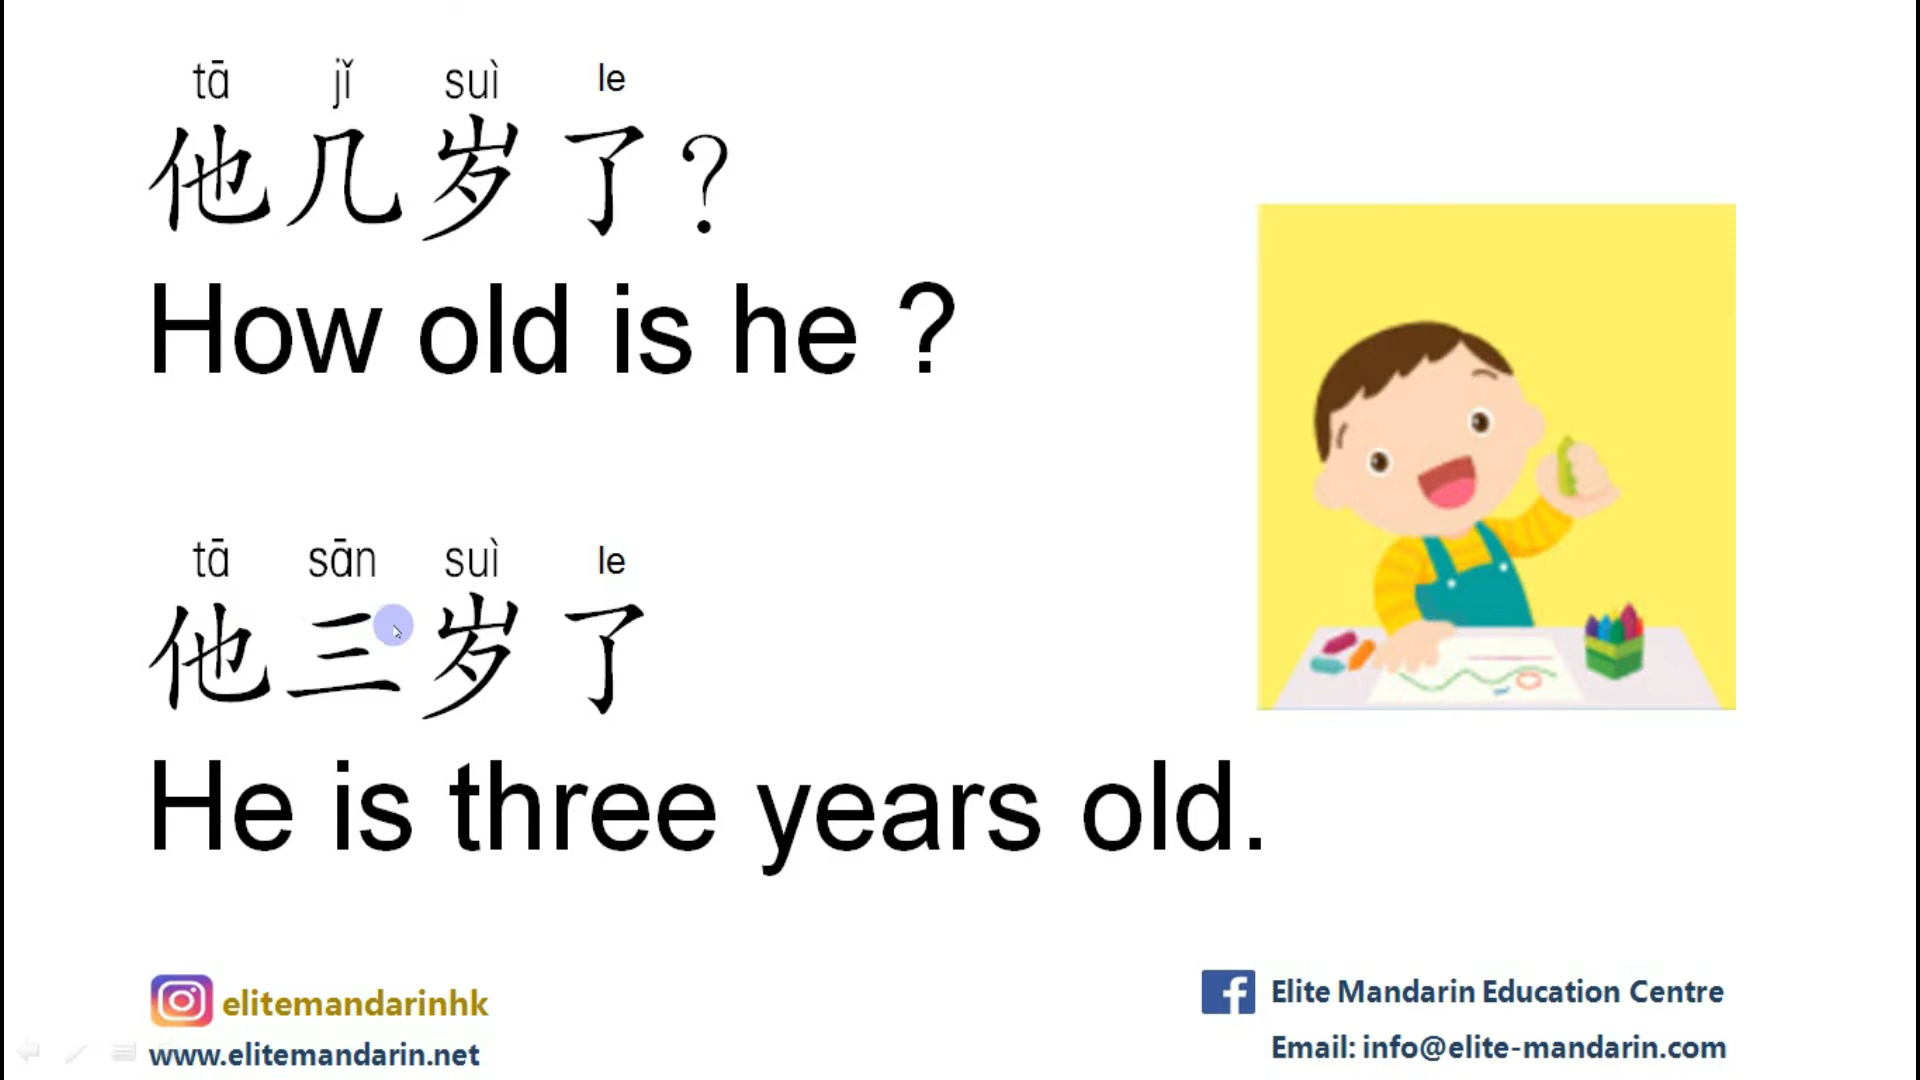 tā jǐ suì le
他几岁了？
How old is he ?
tā sān suì le
他三岁了
He is three years old.
elitemandarinhk
www.elitemandarin.net
Elite Mandarin Education Centre
Email: info@elite-mandarin.com